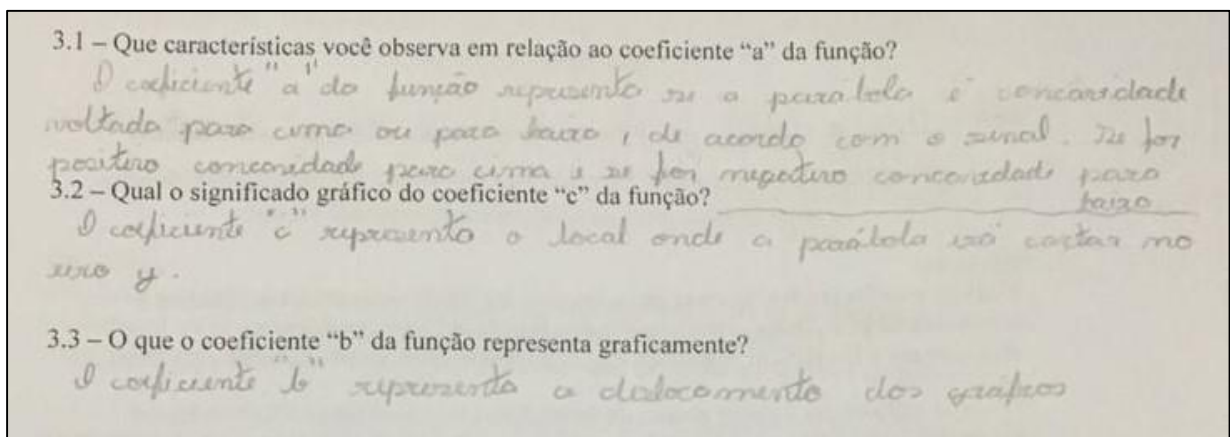 3.1 – Que características você observa em relação ao coeficiente “a” da função?
O coeficiente "a" da função representa se a parabola é concavidade
voltada para cima ou para baixo, de acordo com o sinal. Se for
positivo concavidade para cima e se for negativo concavidade para
baixo
3.2 – Qual o significado gráfico do coeficiente “c” da função?
O coeficiente "c" representa o local onde a parábola irá cortar no
eixo y.
3.3 – O que o coeficiente “b” da função representa graficamente?
O coeficiente "b" representa o deslocamento dos gráficos